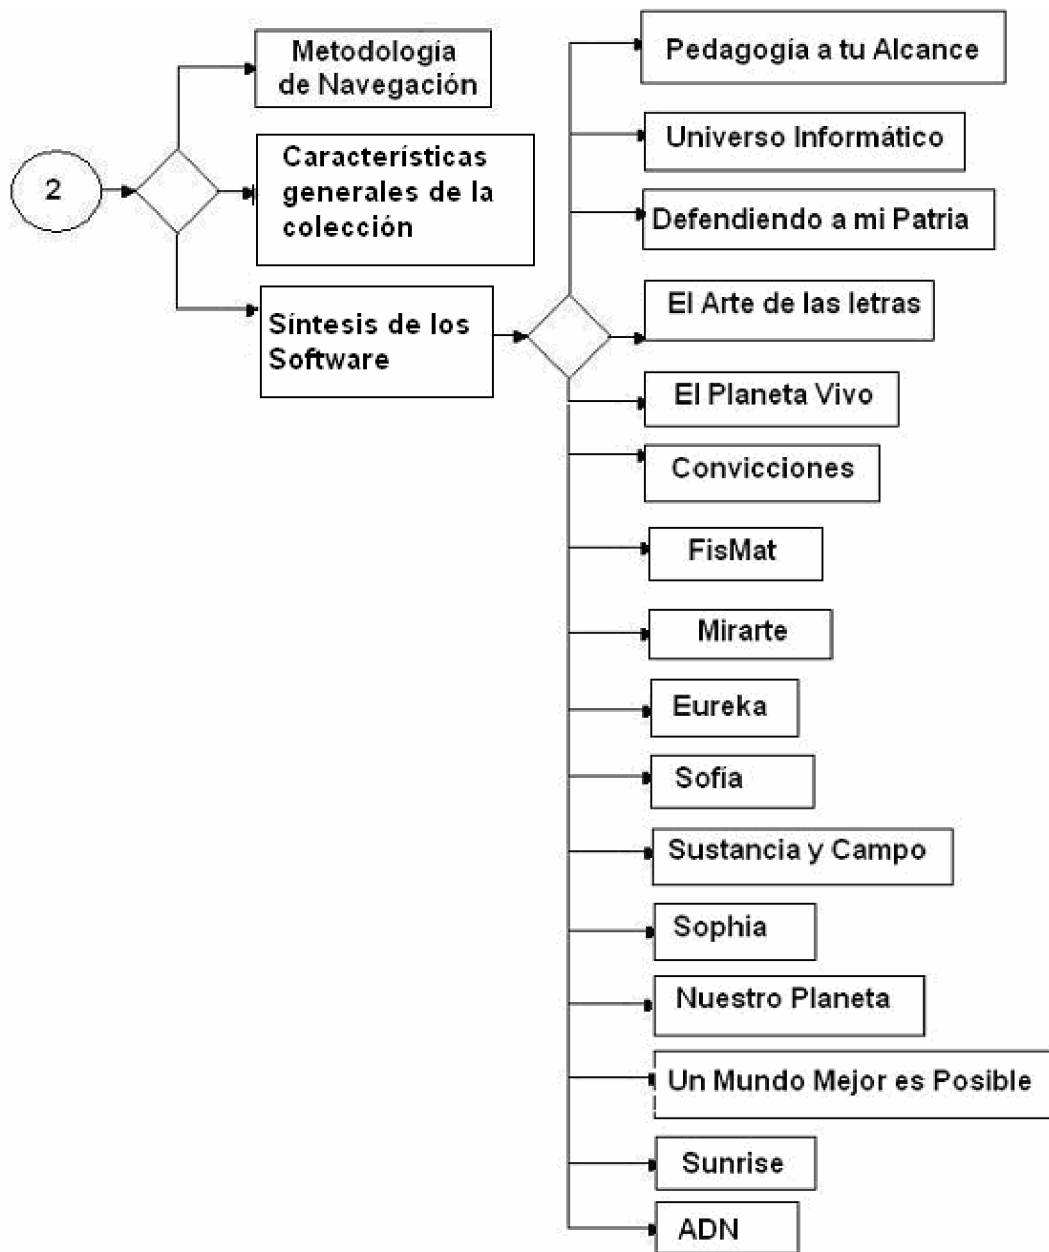 2
Metodología
de Navegación
Caracterísficas
generales de la
colección
Síntesis de los
Software
Pedagogía a tu Alcance
Universo Informático
Defendiendo a mi Patria
El Arte de las letras
El Planeta Vivo
Convicciones
FisMat
Mirarte
Eureka
Sofía
Sustancia y Campo
Sophia
Nuestro Planeta
Un Mundo Mejor es Posible
Sunrise
ADN